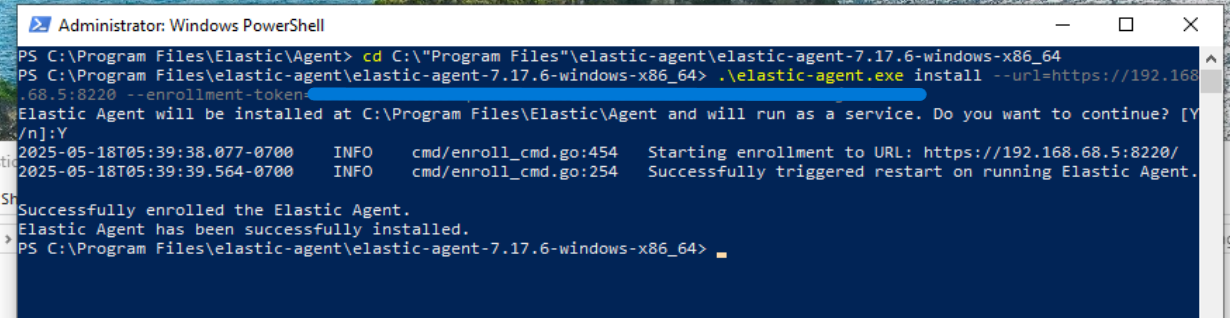 Administrator: Windows PowerShell
PS C:\Program Files\Elastic\Agent> cd C:\"Program Files"\elastic-agent\elastic-agent-7.17.6-windows-x86_64
PS C:\Program Files\elastic-agent\elastic-agent-7.17.6-windows-x86_64> .\elastic-agent.exe install --url=https://192.168
.68.5:8220 --enrollment-token=
Elastic Agent will be installed at C:\Program Files\Elastic\Agent and will run as a service. Do you want to continue? [Y
/n]:Y
2025-05-18T05:39:38.077-0700 INFO cmd/enroll_cmd.go:454 Starting enrollment to URL: https://192.168.68.5:8220/
2025-05-18T05:39:39.564-0700 INFO cmd/enroll_cmd.go:254 Successfully triggered restart on running Elastic Agent.
Successfully enrolled the Elastic Agent.
Elastic Agent has been successfully installed.
PS C:\Program Files\elastic-agent\elastic-agent-7.17.6-windows-x86_64>